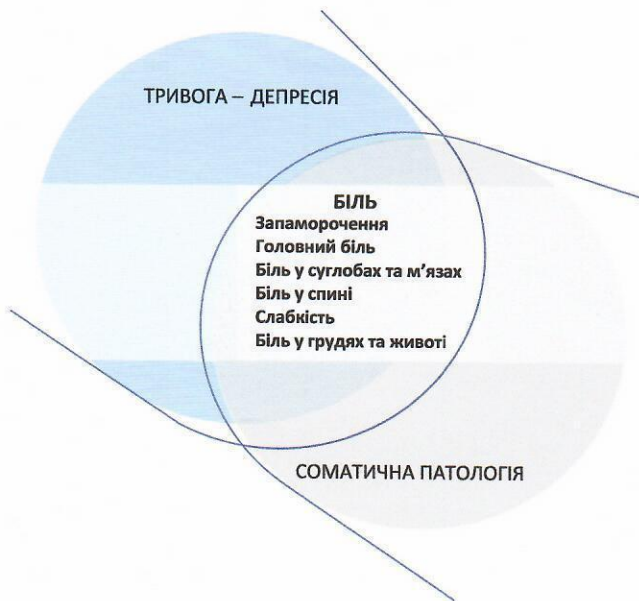 ТРИВОГА – ДЕПРЕСІЯ
БІЛЬ
Запаморочення
Головний біль
Біль у суглобах та м’язах
Біль у спині
Слабкість
Біль у грудях та животі
СОМАТИЧНА ПАТОЛОГІЯ